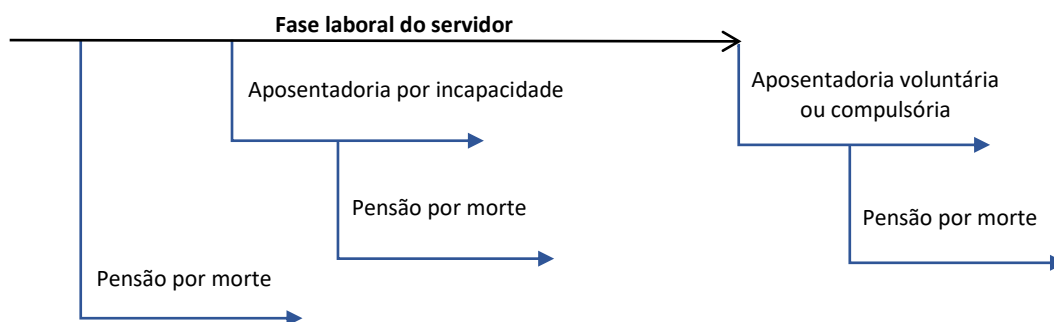 Fase laboral do servidor
Aposentadoria por incapacidade
Aposentadoria voluntária
ou compulsória
Pensão por morte
Pensão por morte
Pensão por morte